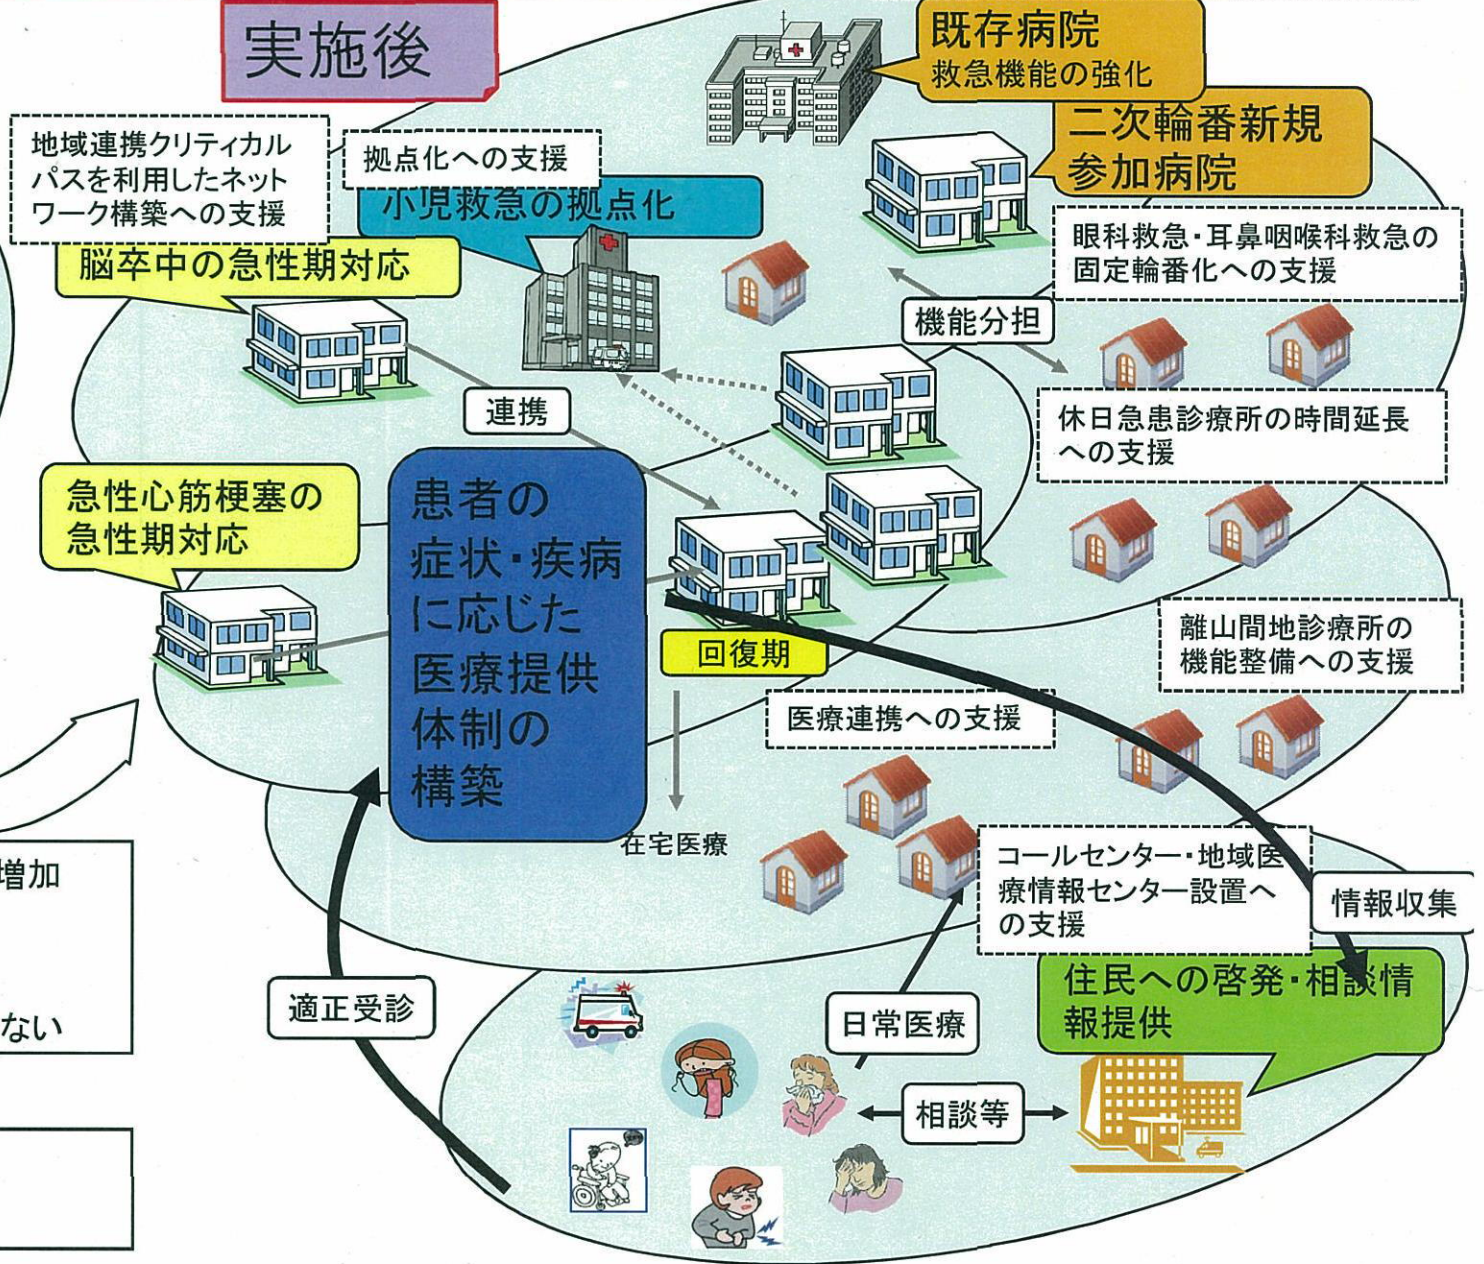 実施後
既存病院
救急機能の強化
二次輪番新規
参加病院
地域連携クリティカル
パスを利用したネット
ワーク構築への支援
拠点化への支援
小児救急の拠点化
脳卒中の急性期対応
眼科救急・耳鼻咽喉科救急の
固定輪番化への支援
機能分担
連携
休日急患診療所の時間延長
への支援
急性心筋梗塞の
急性期対応
患者の
症状・疾病
に応じた
医療提供
体制の
構築
回復期
離山間地診療所の
機能整備への支援
医療連携への支援
在宅医療
コールセンター・地域医
療情報センター設置へ
の支援
情報収集
増加
ない
適正受診
日常医療
住民への啓発・相談情
報提供
相談等